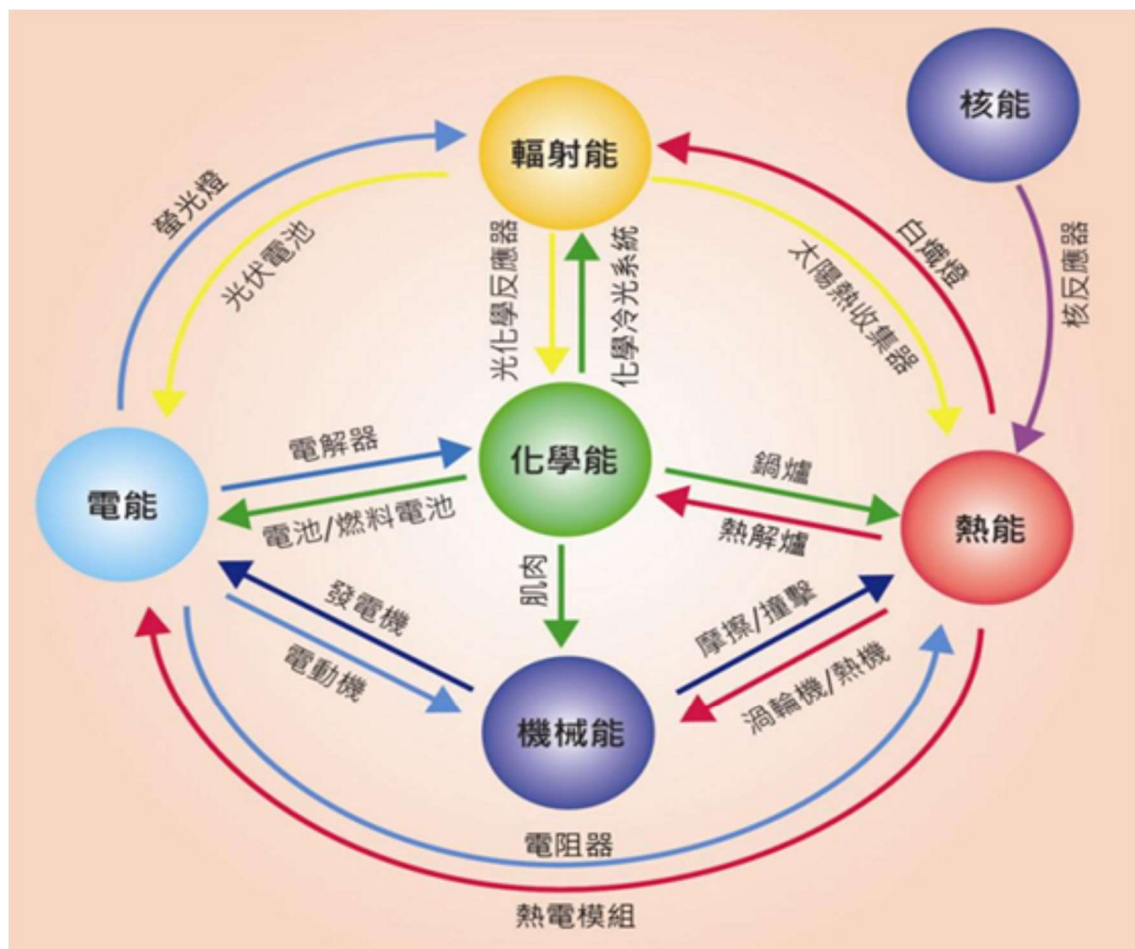 核能
輻射能
螢光燈
光伏電池
光化學反應器
化學冷光系統
白熾燈
太陽熱收集器
核反應器
電解器
化學能
鍋爐
電能
電池/燃料電池
熱解爐
熱能
肌肉
發電機
電動機
摩擦/撞擊
渦輪機/熱機
機械能
電阻器
熱電模組